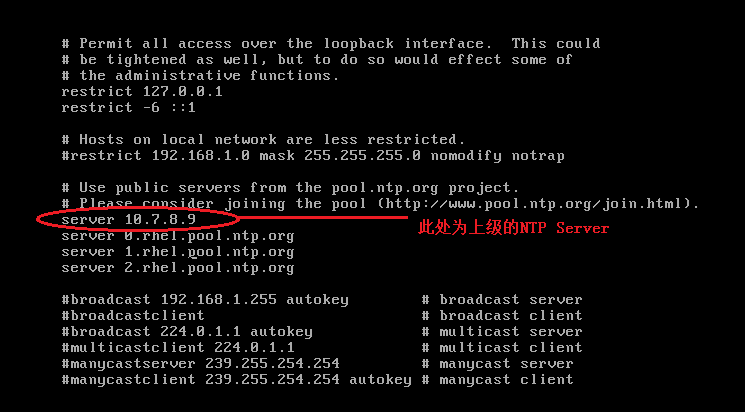 # Permit all access over the loopback interface.  This could
# be tightened as well, but to do so would effect some of
# the administrative functions.
restrict 127.0.0.1
restrict -6 ::1
# Hosts on local network are less restricted.
#restrict 192.168.1.0 mask 255.255.255.0 nomodify notrap
# Use public servers from the pool.ntp.org project.
# Please consider joining the pool (http://www.pool.ntp.org/join.html).
server 10.7.8.9
此处为上级的NTP Server
server 0.rhel.pool.ntp.org
server 1.rhel.pool.ntp.org
server 2.rhel.pool.ntp.org
#broadcast 192.168.1.255 autokey # broadcast server
#broadcastclient # broadcast client
#broadcast 224.0.1.1 autokey # multicast server
#multicastclient 224.0.1.1 # multicast client
#manycastserver 239.255.254.254 # manycast server
#manycastclient 239.255.254.254 autokey # manycast client